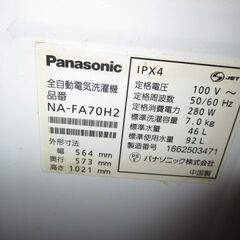 Panasonic
全自動電気洗濯機
品番
NA-FA70H2
外形寸法
幅 564 mm
奥行 573 mm
高さ 1021 mm
IPX4
JET
定格電圧 100 V～
定格周波数 50/60 Hz
定格消費電力 280 W
標準洗濯容量 7.0 kg
標準水量 46 L
標準使用水量 92 L
製造番号 1662503471
パナソニック株式会社
中国製